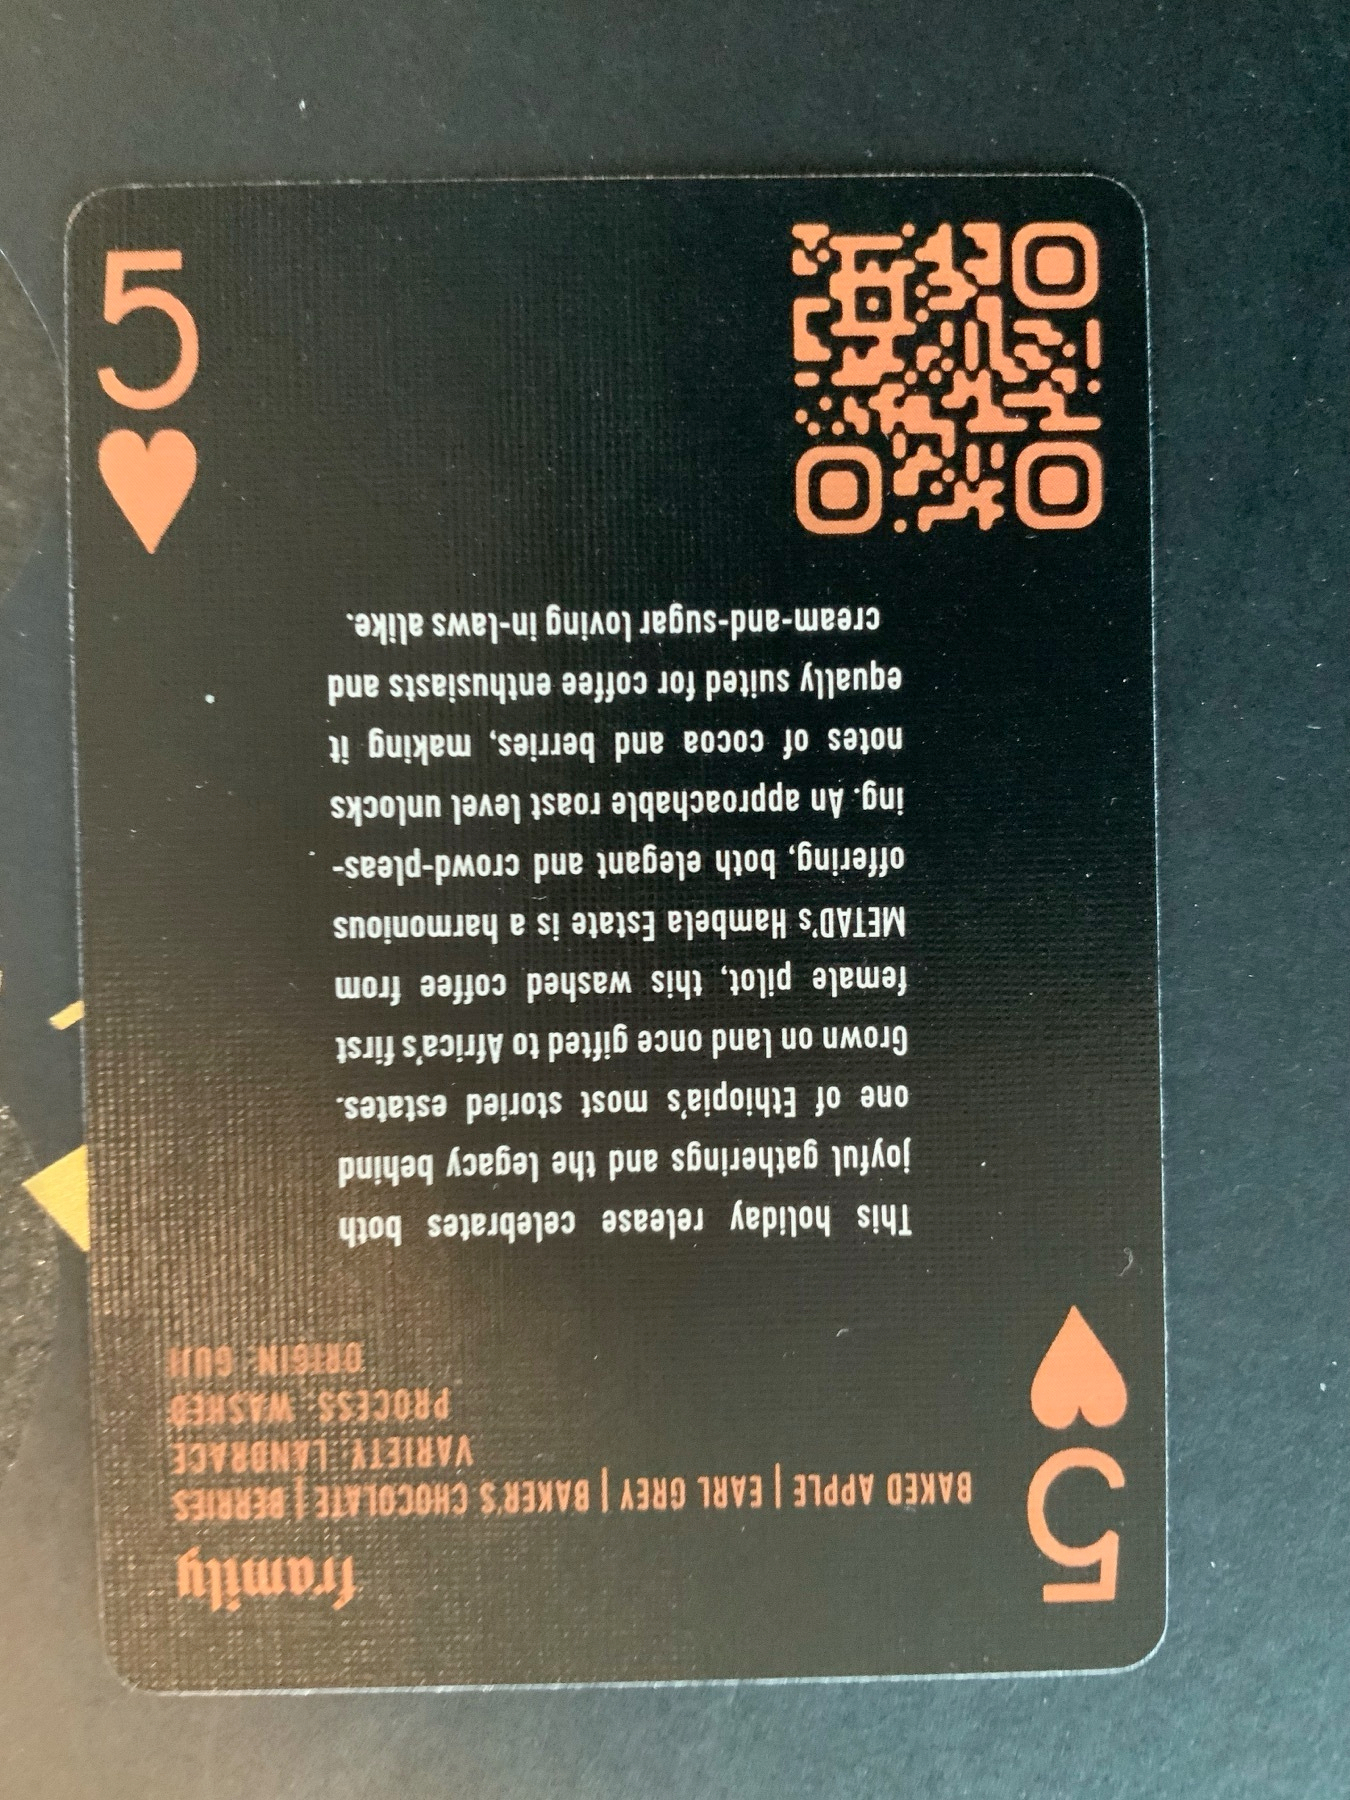 5
framily
BAKED APPLE | EARL GREY | BAKER'S CHOCOLATE | BERRIES
VARIETY: LANDRACE
PROCESS: WASHED
ORIGIN: GUJI
This holiday release celebrates both
joyful gatherings and the legacy behind
one of Ethiopia's most storied estates.
Grown on land once gifted to Africa's first
female pilot, this washed coffee from
METAD's Hambela Estate is a harmonious
offering, both elegant and crowd-pleas-
ing. An approachable roast level unlocks
notes of cocoa and berries, making it
equally suited for coffee enthusiasts and
cream-and-sugar loving in-laws alike.
5